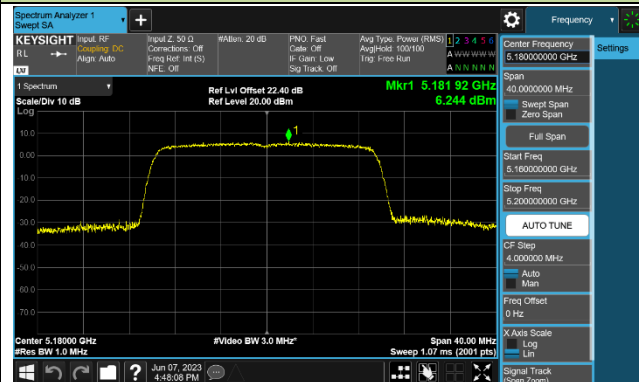 Spectrum Analyzer 1
Swept SA
Frequency
KEYSIGHT
RL
LXI
Input: RF
Coupling: DC
Align: Auto
Input Z: 50 Ω
Corrections: Off
Freq Ref: Int (S)
NFE: Off
#Atten: 20 dB
PNO: Fast
Gate: Off
IF Gain: Low
Sig Track: Off
Avg Type: Power (RMS)
Avg|Hold: 100/100
Trig: Free Run
1 2 3 4 5 6
A W W W W W
A N N N N N
1 Spectrum
Scale/Div 10 dB
Log
Ref Lvl Offset 22.40 dB
Ref Level 20.00 dBm
Mkr1 5.181 92 GHz
6.244 dBm
1
10.0
0.00
-10.0
-20.0
-30.0
-40.0
-50.0
-60.0
-70.0
Center 5.18000 GHz
#Res BW 1.0 MHz
#Video BW 3.0 MHz*
Span 40.00 MHz
Sweep 1.07 ms (2001 pts)
Center Frequency
5.180000000 GHz
Settings
Span
40.0000000 MHz
Swept Span
Zero Span
Full Span
Start Freq
5.160000000 GHz
Stop Freq
5.200000000 GHz
AUTO TUNE
CF Step
4.000000 MHz
Auto
Man
Freq Offset
0 Hz
X Axis Scale
Log
Lin
Signal Track
(Span Zoom)
?
Jun 07, 2023
4:48:08 PM